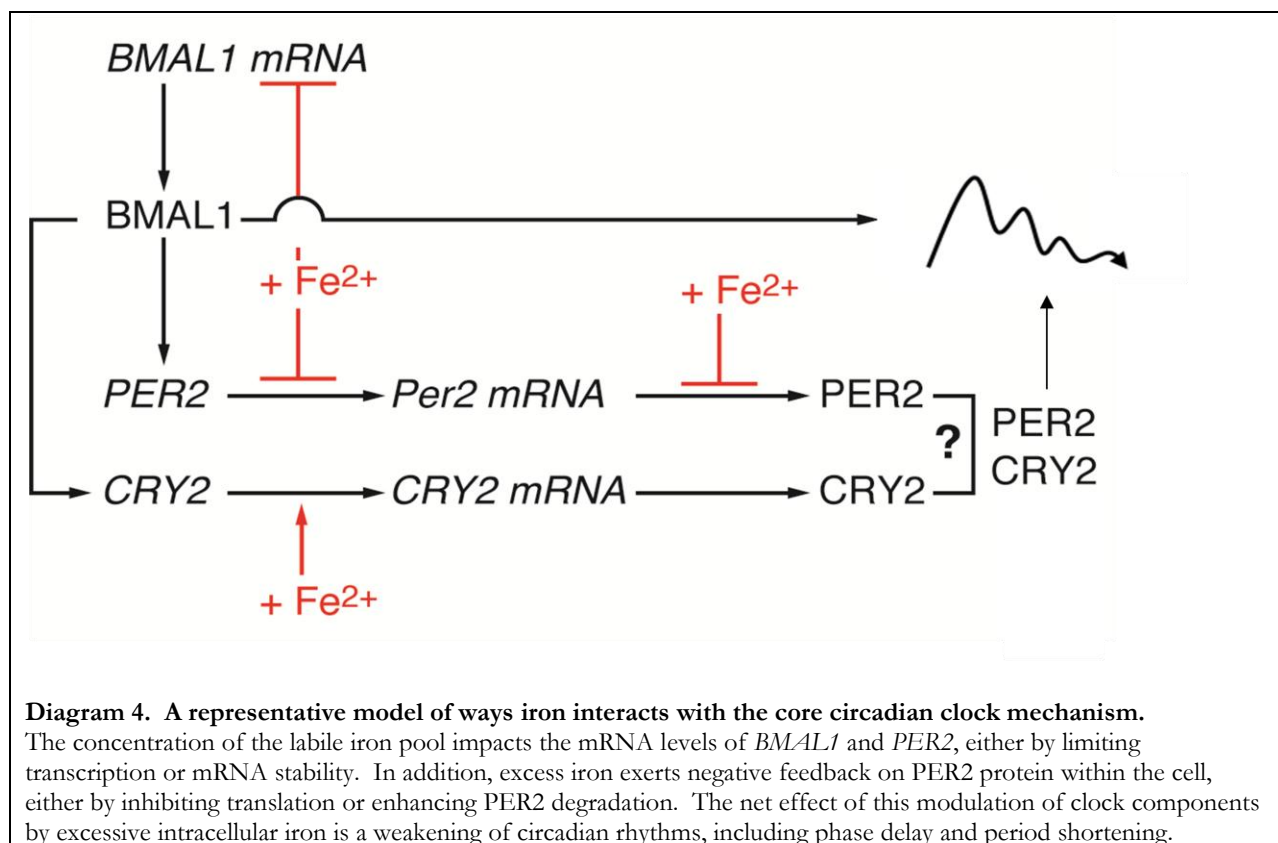 BMAL1 mRNA
BMAL1
+ Fe2+
+ Fe2+
PER2
Per2 mRNA
PER2
?
PER2
CRY2
CRY2
CRY2 mRNA
CRY2
+ Fe2+
Diagram 4. A representative model of ways iron interacts with the core circadian clock mechanism.
The concentration of the labile iron pool impacts the mRNA levels of BMAL1 and PER2, either by limiting
transcription or mRNA stability. In addition, excess iron exerts negative feedback on PER2 protein within the cell,
either by inhibiting translation or enhancing PER2 degradation. The net effect of this modulation of clock components
by excessive intracellular iron is a weakening of circadian rhythms, including phase delay and period shortening.